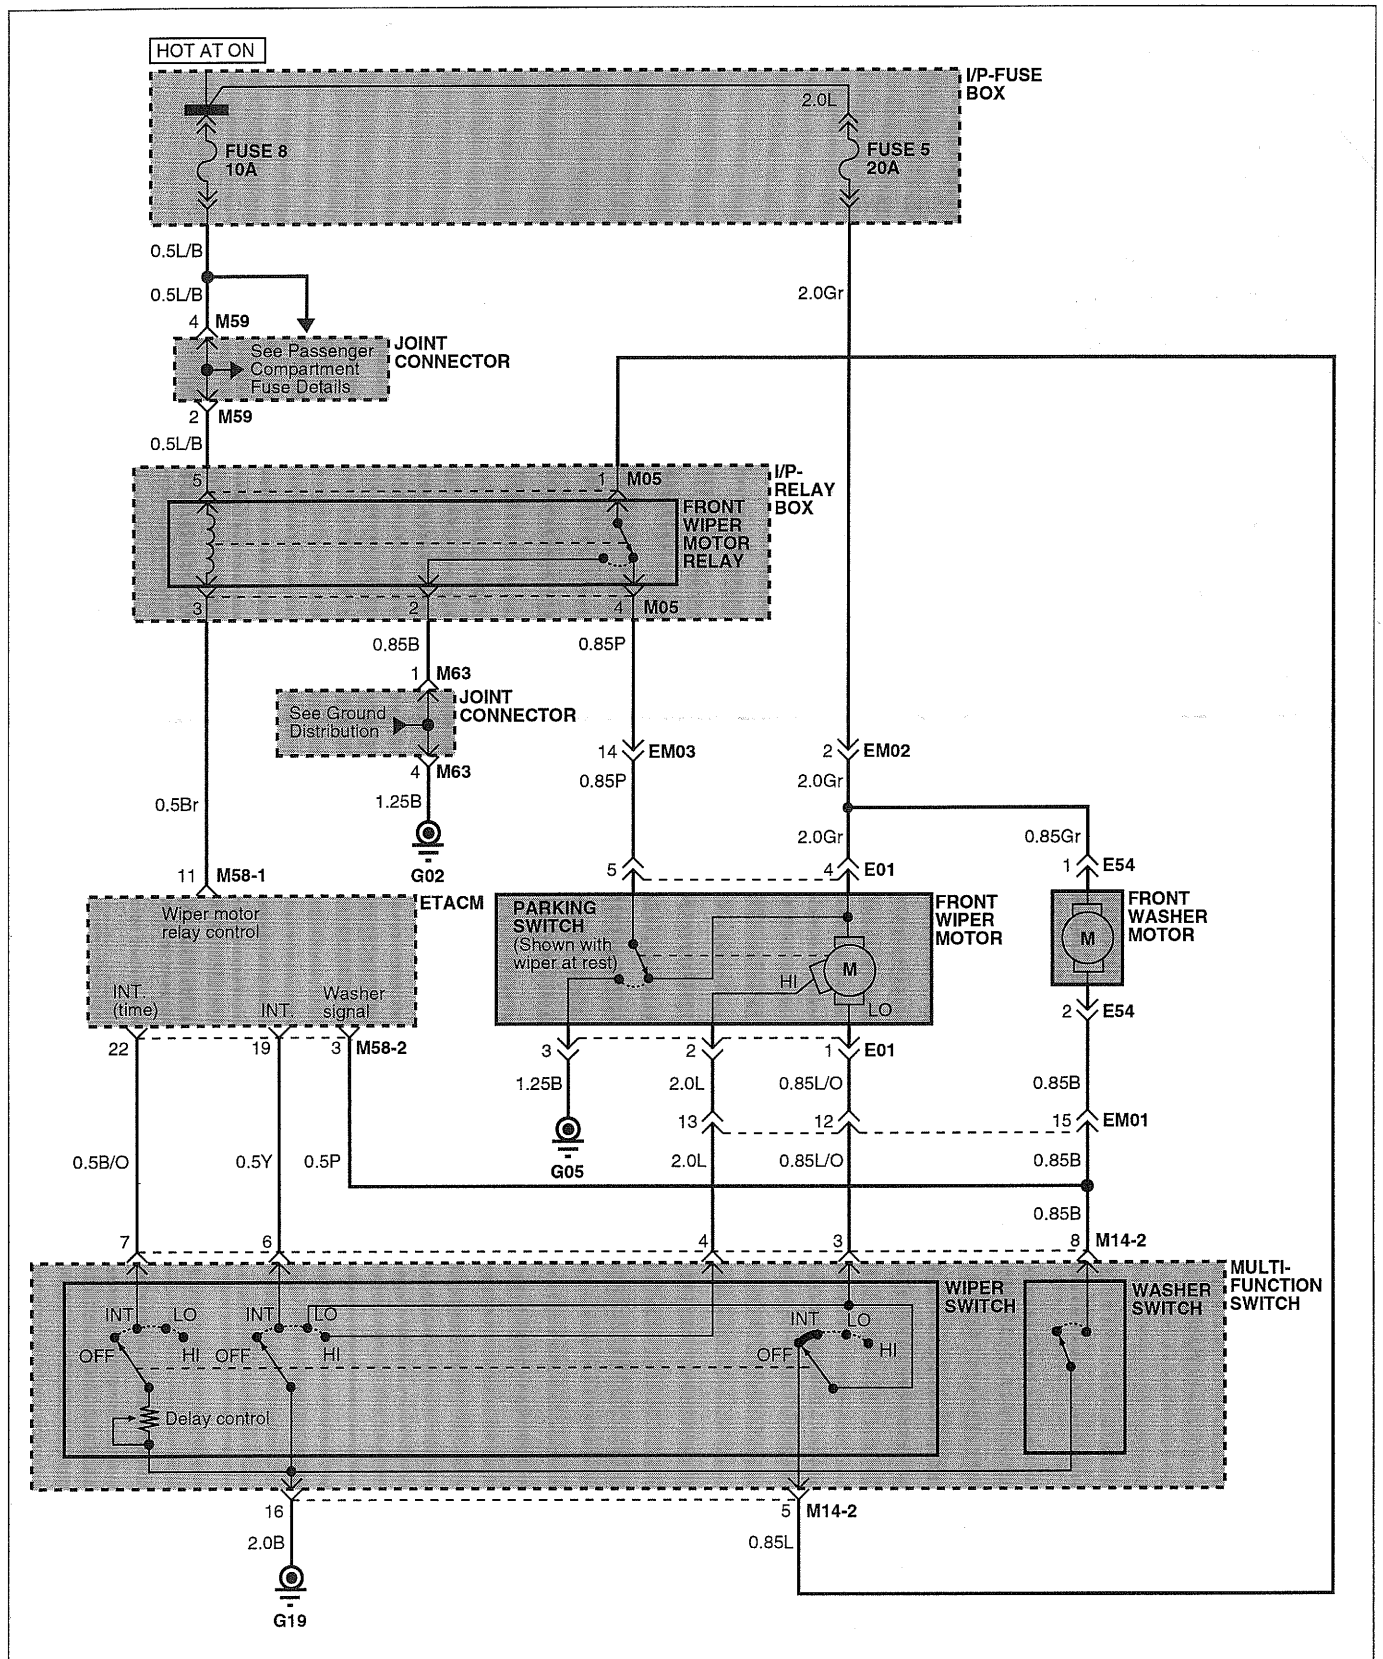 HOT AT ON
I/P-FUSE
BOX
2.0L
FUSE 8
10A
FUSE 5
20A
0.5L/B
0.5L/B
2.0Gr
4 M59
JOINT
CONNECTOR
See Passenger
Compartment
Fuse Details
2 M59
0.5L/B
5
1 M05
I/P-
RELAY
BOX
FRONT
WIPER
MOTOR
RELAY
3
2
4 M05
0.85B
0.85P
1 M63
JOINT
CONNECTOR
See Ground
Distribution
4 M63
14 EM03
2 EM02
0.85P
2.0Gr
0.5Br
1.25B
2.0Gr
0.85Gr
G02
11 M58-1
5
4 E01
1 E54
ETACM
Wiper motor
relay control
INT.
(time)
INT.
Washer
signal
PARKING
SWITCH
(Shown with
wiper at rest)
M
HI
LO
FRONT
WIPER
MOTOR
M
FRONT
WASHER
MOTOR
2 E54
22
19
3 M58-2
3
2
1 E01
1.25B
2.0L
0.85L/O
0.85B
13
12
15 EM01
G05
0.5B/O
0.5Y
0.5P
2.0L
0.85L/O
0.85B
0.85B
7
6
4
3
8 M14-2
MULTI-
FUNCTION
SWITCH
WIPER
SWITCH
WASHER
SWITCH
INT LO
OFF HI
INT LO
OFF HI
INT LO
OFF HI
Delay control
16
5 M14-2
2.0B
0.85L
G19